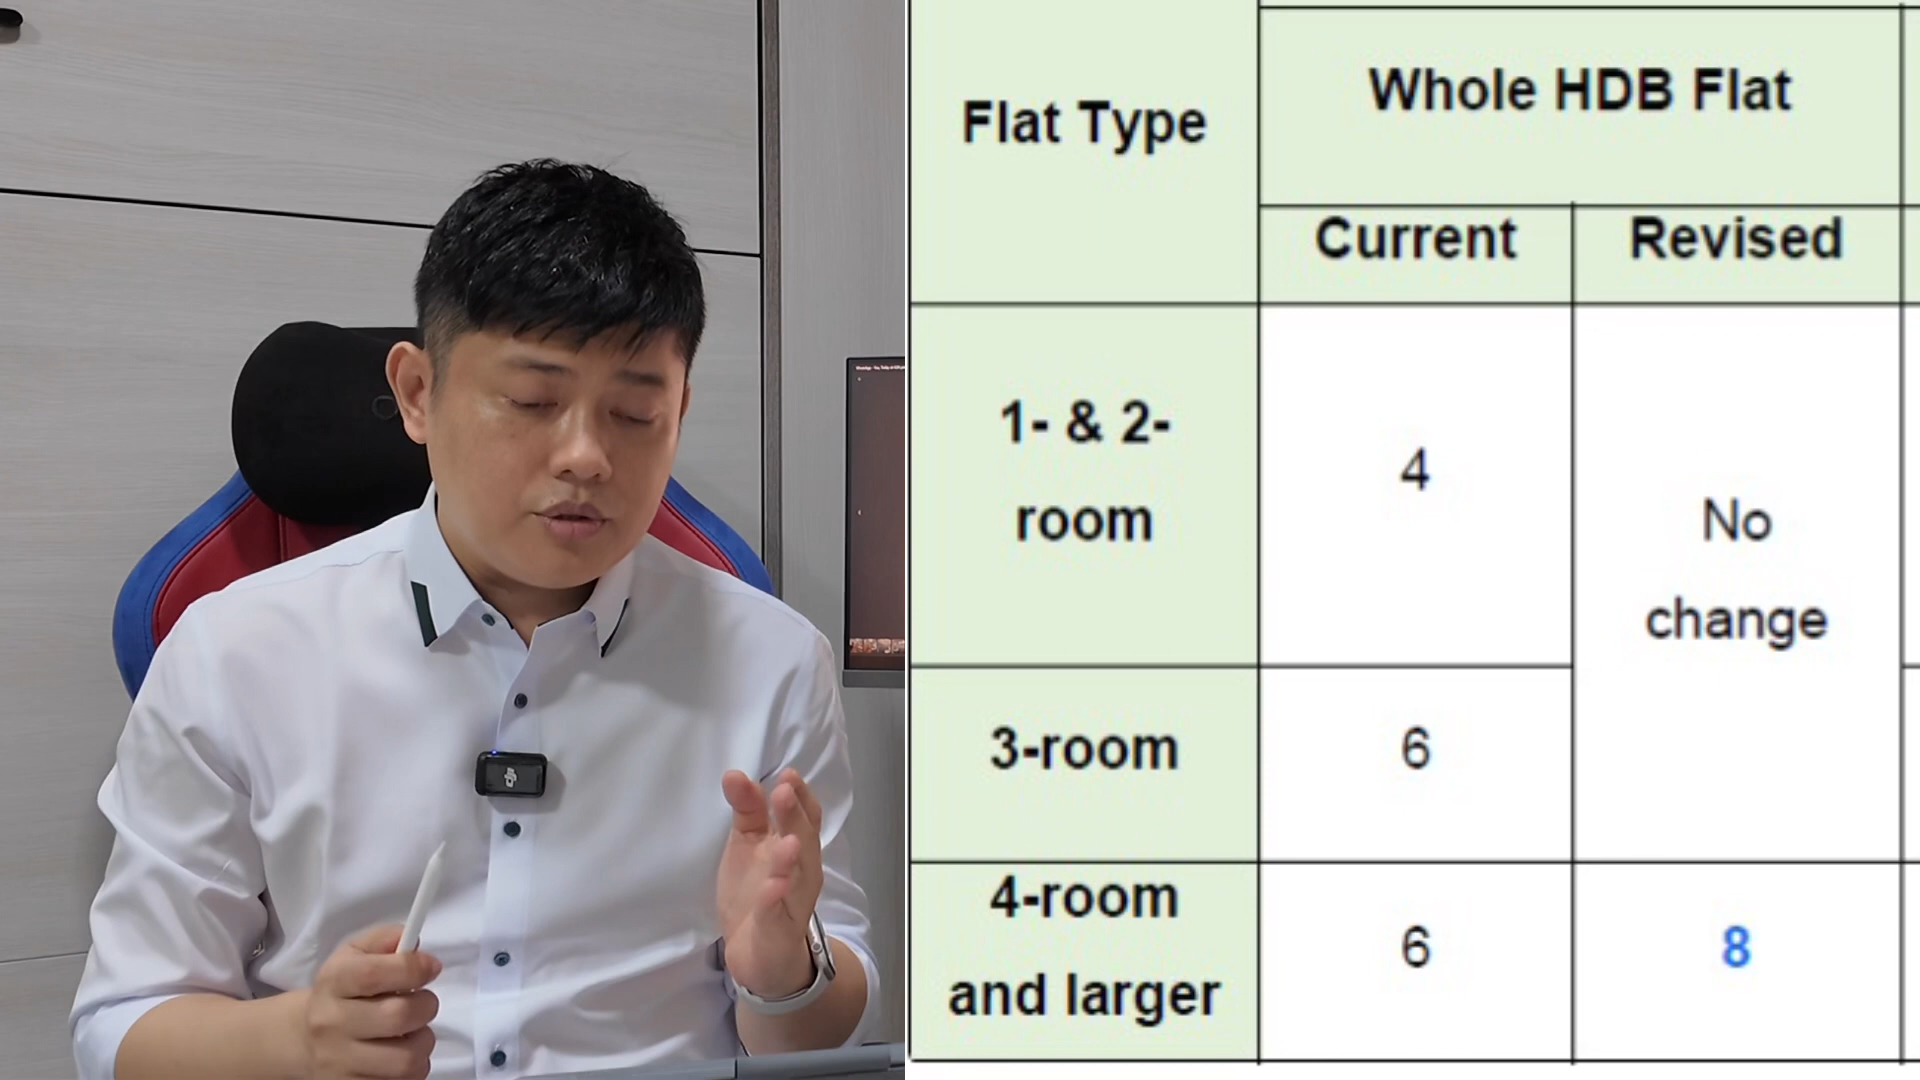 Flat Type
Whole HDB Flat
Current
Revised
1- & 2-
room
4
No
change
3-room
6
4-room
and larger
6
8